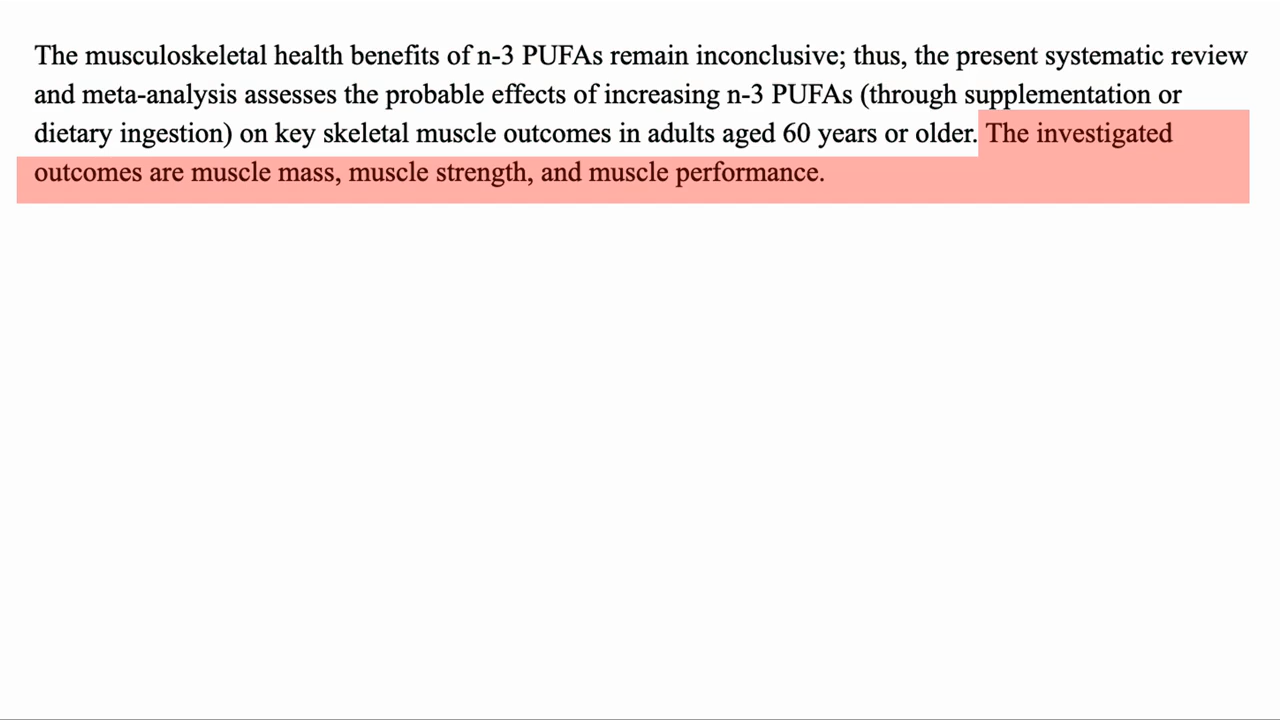 The musculoskeletal health benefits of n-3 PUFAs remain inconclusive; thus, the present systematic review
and meta-analysis assesses the probable effects of increasing n-3 PUFAs (through supplementation or
dietary ingestion) on key skeletal muscle outcomes in adults aged 60 years or older. The investigated
outcomes are muscle mass, muscle strength, and muscle performance.